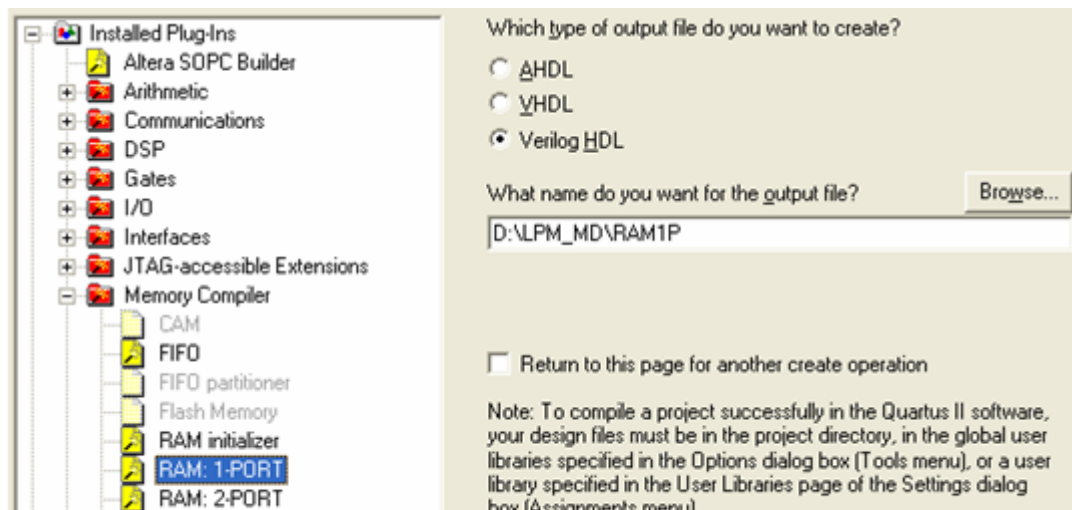 Installed Plug-Ins
Altera SOPC Builder
Arithmetic
Communications
DSP
Gates
I/O
Interfaces
JTAG-accessible Extensions
Memory Compiler
CAM
FIFO
FIFO partitioner
Flash Memory
RAM initializer
RAM: 1-PORT
RAM: 2-PORT
Which type of output file do you want to create?
AHDL
VHDL
Verilog HDL
What name do you want for the output file?
Browse...
D:\LPM_MD\RAM1P
Return to this page for another create operation
Note: To compile a project successfully in the Quartus II software,
your design files must be in the project directory, in the global user
libraries specified in the Options dialog box (Tools menu), or a user
library specified in the User Libraries page of the Settings dialog
box (Assignments menu)